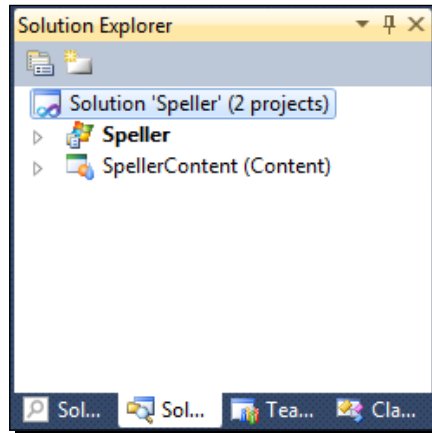 Solution Explorer
Solution 'Speller' (2 projects)
Speller
SpellerContent (Content)
Sol... Sol... Tea... Cla...